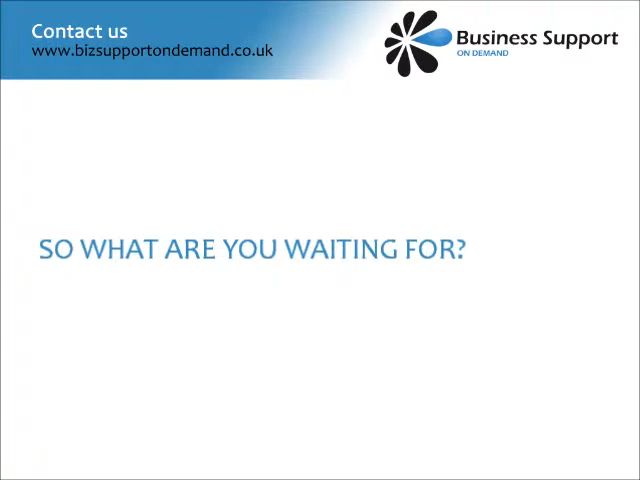 Contact us
www.bizsupportondemand.co.uk
Business Support
ON DEMAND
SO WHAT ARE YOU WAITING FOR?